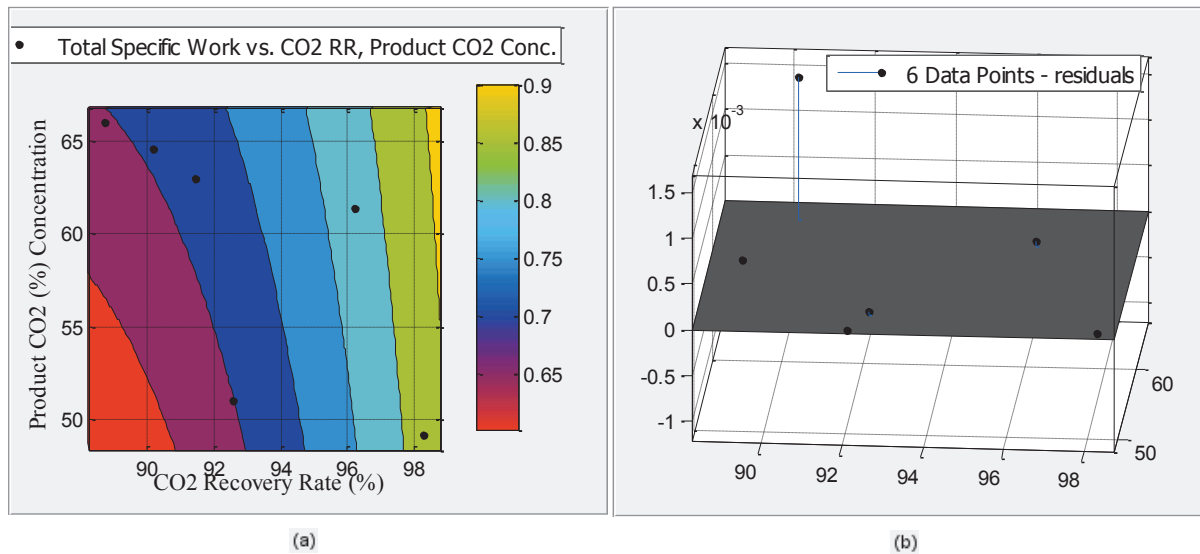 Total Specific Work vs. CO2 RR, Product CO2 Conc.
Product CO2 (%) Concentration
65
60
55
50
90 92 94 96 98
CO2 Recovery Rate (%)
0.9
0.85
0.8
0.75
0.7
0.65
(a)
6 Data Points - residuals
x 10-3
1.5
1
0.5
0
-0.5
-1
90 92 94 96 98
60
50
(b)